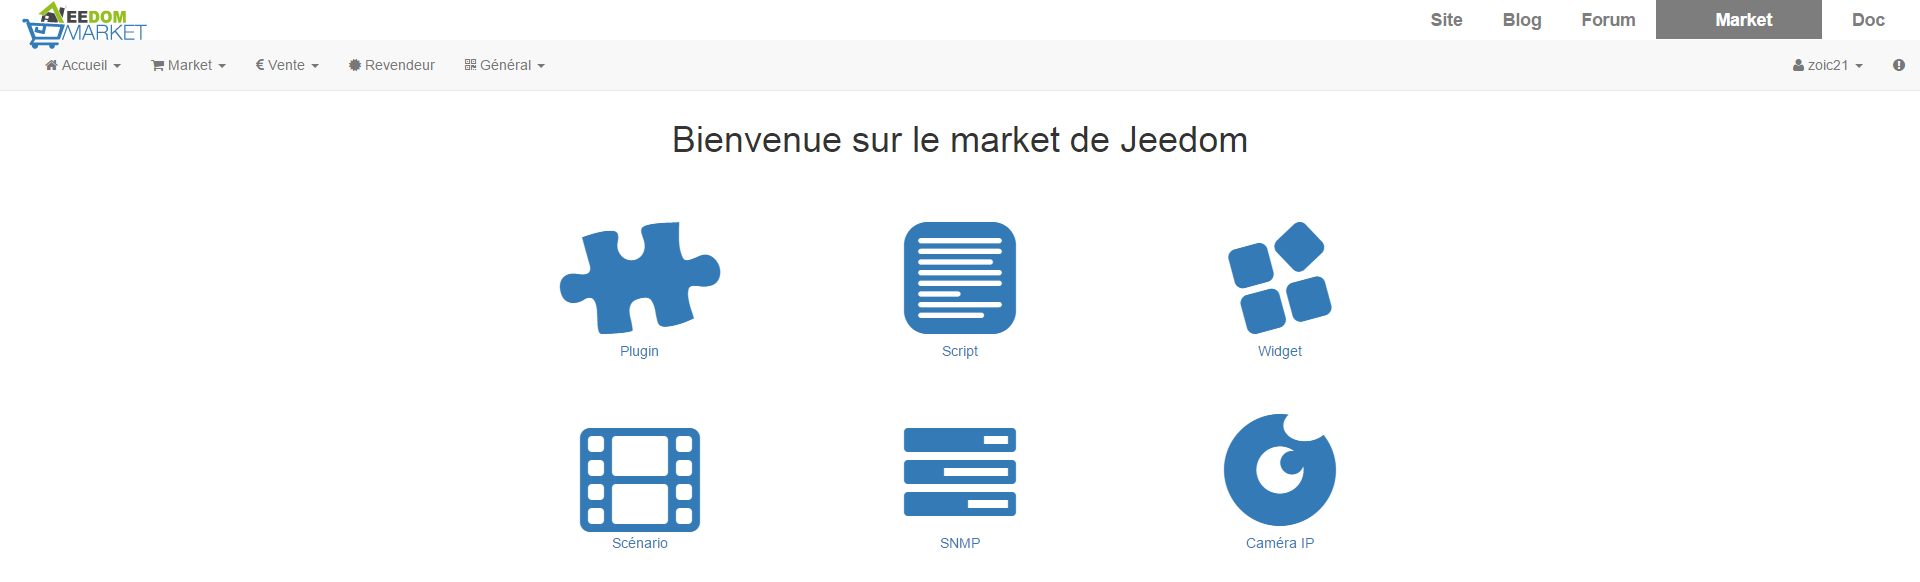 JEEDOM
MARKET
Site Blog Forum Market Doc
Accueil Market € Vente Revendeur Général zoic21
Bienvenue sur le market de Jeedom
Plugin Script Widget
Scénario SNMP Caméra IP